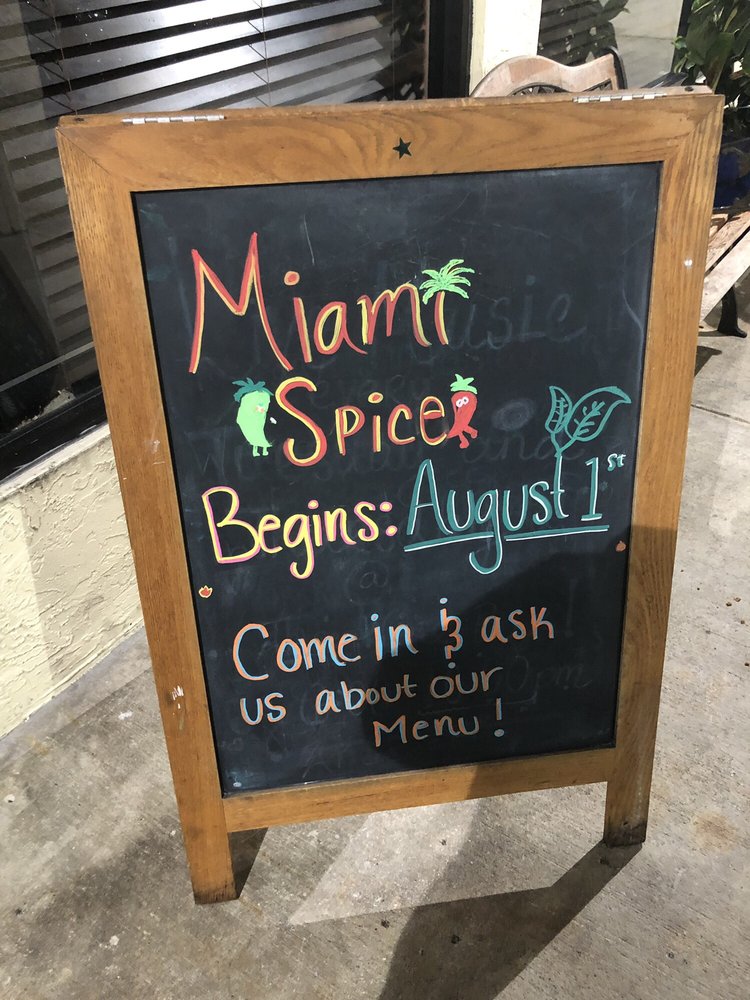 Miami
Spice
Begins: August 1st
Come in & ask
us about our
Menu!